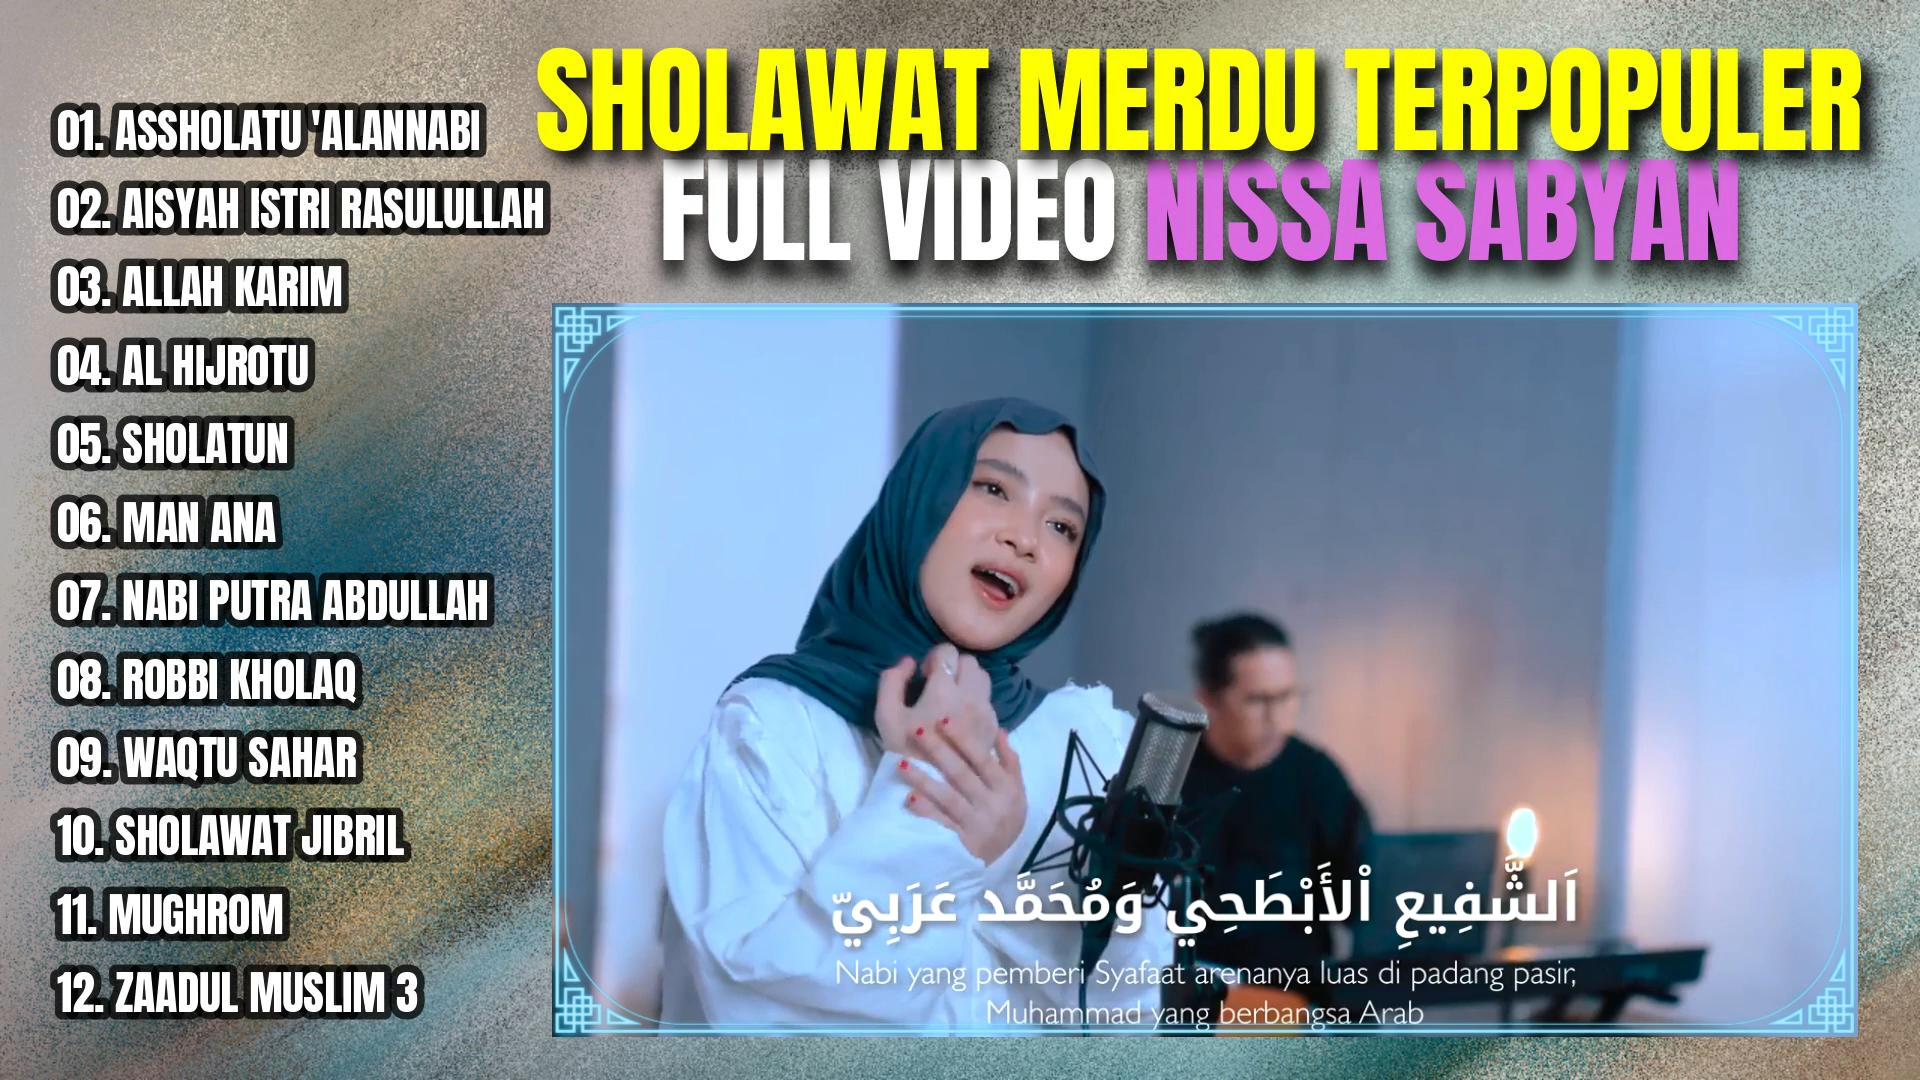 SHOLAWAT MERDU TERPOPULER
FULL VIDEO NISSA SABYAN
01. ASSHOLATU 'ALANNABI
02. AISYAH ISTRI RASULULLAH
03. ALLAH KARIM
04. AL HIJROTU
05. SHOLATUN
06. MAN ANA
07. NABI PUTRA ABDULLAH
08. ROBBI KHOLAQ
09. WAQTU SAHAR
10. SHOLAWAT JIBRIL
11. MUGHROM
12. ZAADUL MUSLIM 3
اَلشَّفِيعِ اْلأَبْطَحِي وَمُحَمَّد عَرَبِيّ
Nabi yang pemberi Syafaat arenanya luas di padang pasir,
Muhammad yang berbangsa Arab